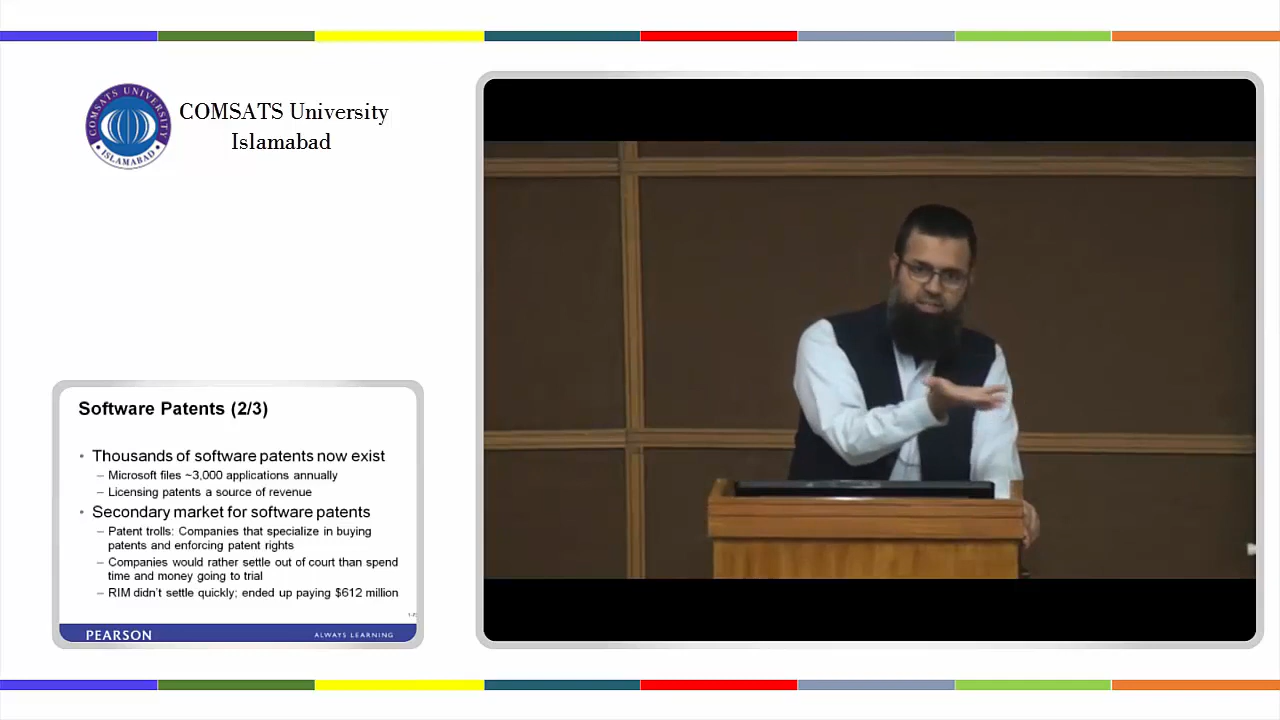 COMSATS UNIVERSITY
ISLAMABAD
COMSATS University
Islamabad
Software Patents (2/3)
• Thousands of software patents now exist
– Microsoft files ~3,000 applications annually
– Licensing patents a source of revenue
• Secondary market for software patents
– Patent trolls: Companies that specialize in buying
patents and enforcing patent rights
– Companies would rather settle out of court than spend
time and money going to trial
– RIM didn't settle quickly; ended up paying $612 million
PEARSON
ALWAYS LEARNING